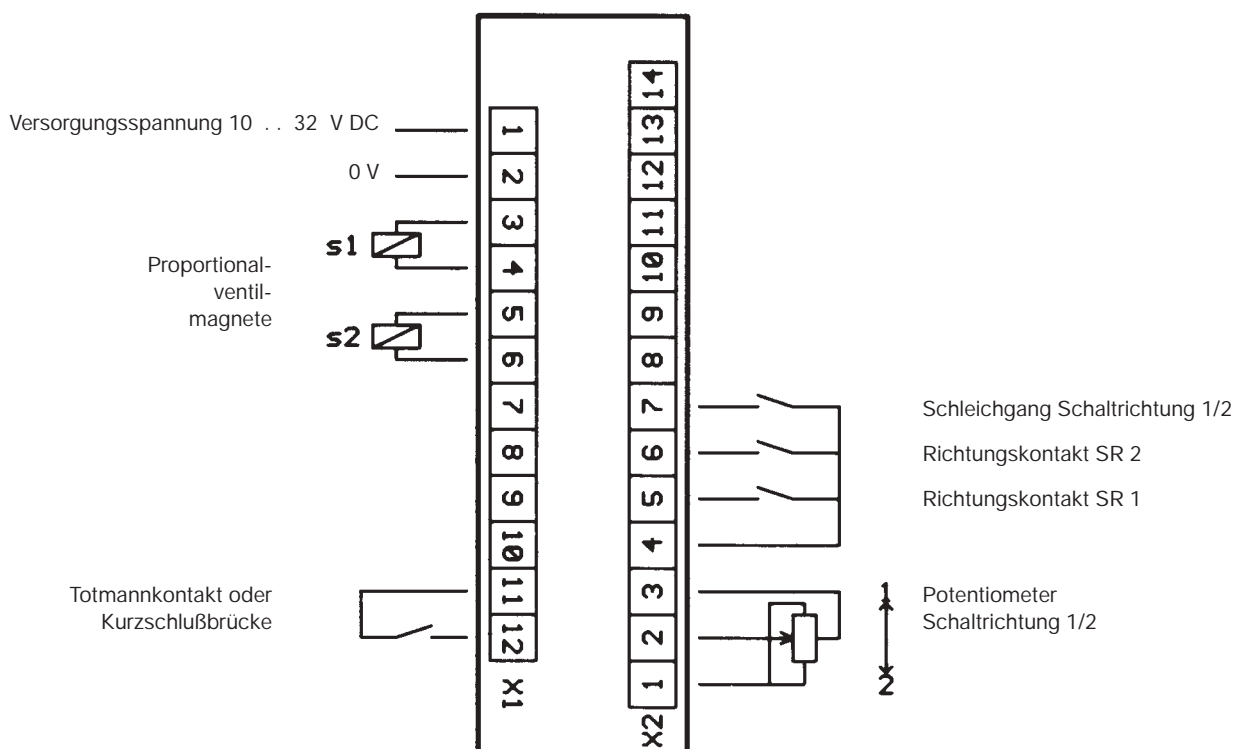 Versorgungsspannung 10 . . 32 V DC
0 V
s1
Proportional-
ventil-
magnete
s2
Totmannkontakt oder
Kurzschlußbrücke
1
2
3
4
5
6
7
8
9
10
11
12
X1
14
13
12
11
10
9
8
7
6
5
4
3
2
1
X2
Schleichgang Schaltrichtung 1/2
Richtungskontakt SR 2
Richtungskontakt SR 1
1
2
Potentiometer
Schaltrichtung 1/2